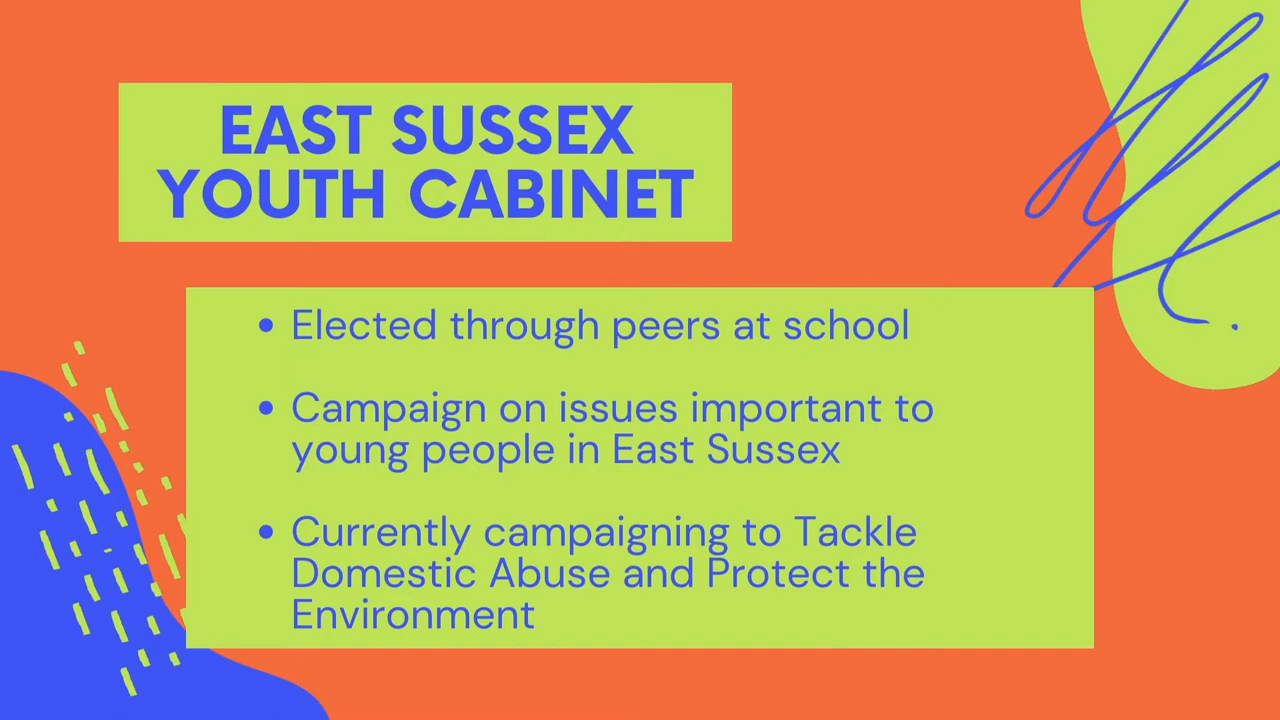 EAST SUSSEX
YOUTH CABINET
• Elected through peers at school
• Campaign on issues important to
young people in East Sussex
• Currently campaigning to Tackle
Domestic Abuse and Protect the
Environment